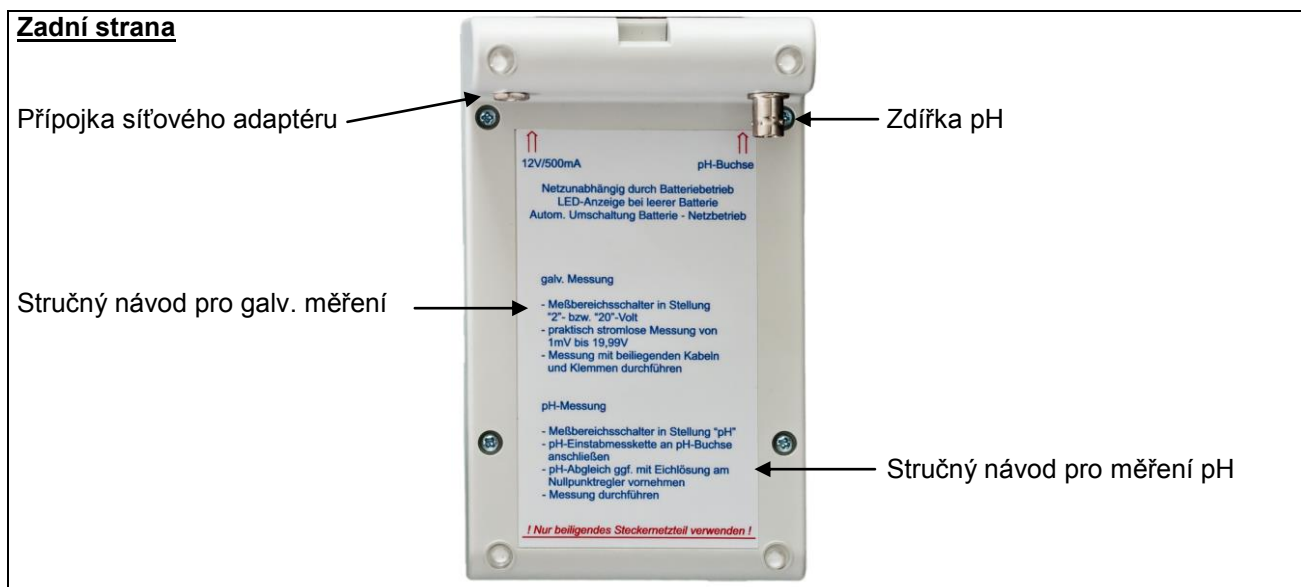 Zadní strana
Přípojka síťového adaptéru
Zdířka pH
12V/500mA pH-Buchse
Netzunabhängig durch Batteriebetrieb
LED-Anzeige bei leerer Batterie
Autom. Umschaltung Batterie - Netzbetrieb
galv. Messung
Stručný návod pro galv. měření
- Meßbereichsschalter in Stellung
"2"- bzw. "20"-Volt
- praktisch stromlose Messung von
1mV bis 19,99V
- Messung mit beiliegenden Kabeln
und Klemmen durchführen
pH-Messung
- Meßbereichsschalter in Stellung "pH"
- pH-Einstabmesskette an pH-Buchse
anschließen
- pH-Abgleich ggf. mit Eichlösung am
Nullpunktregler vornehmen
- Messung durchführen
Stručný návod pro měření pH
! Nur beiligendes Steckernetzteil verwenden !